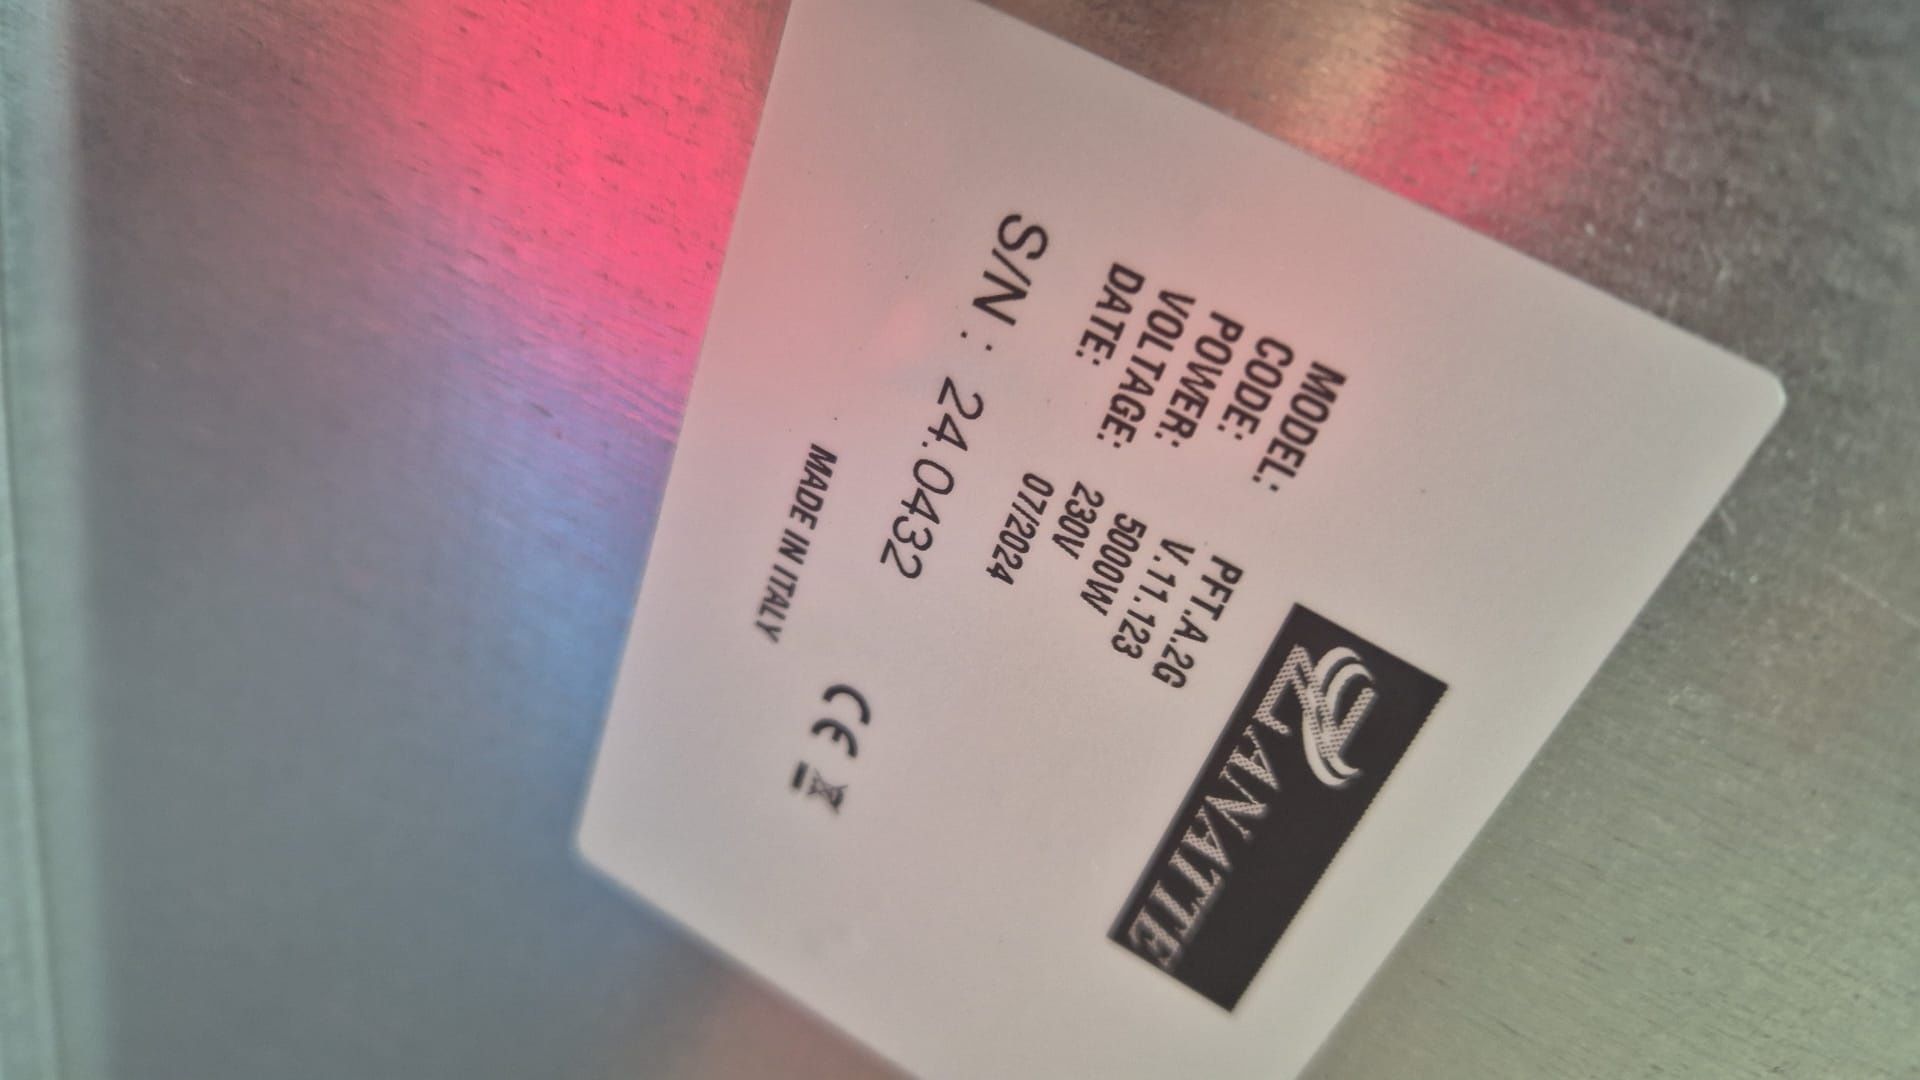 ZANATTE
MODEL: PFT.A.2G
CODE: V.11.123
POWER: 5000W
VOLTAGE: 230V
DATE: 07/2024
S/N : 24.0432
MADE IN ITALY
CE